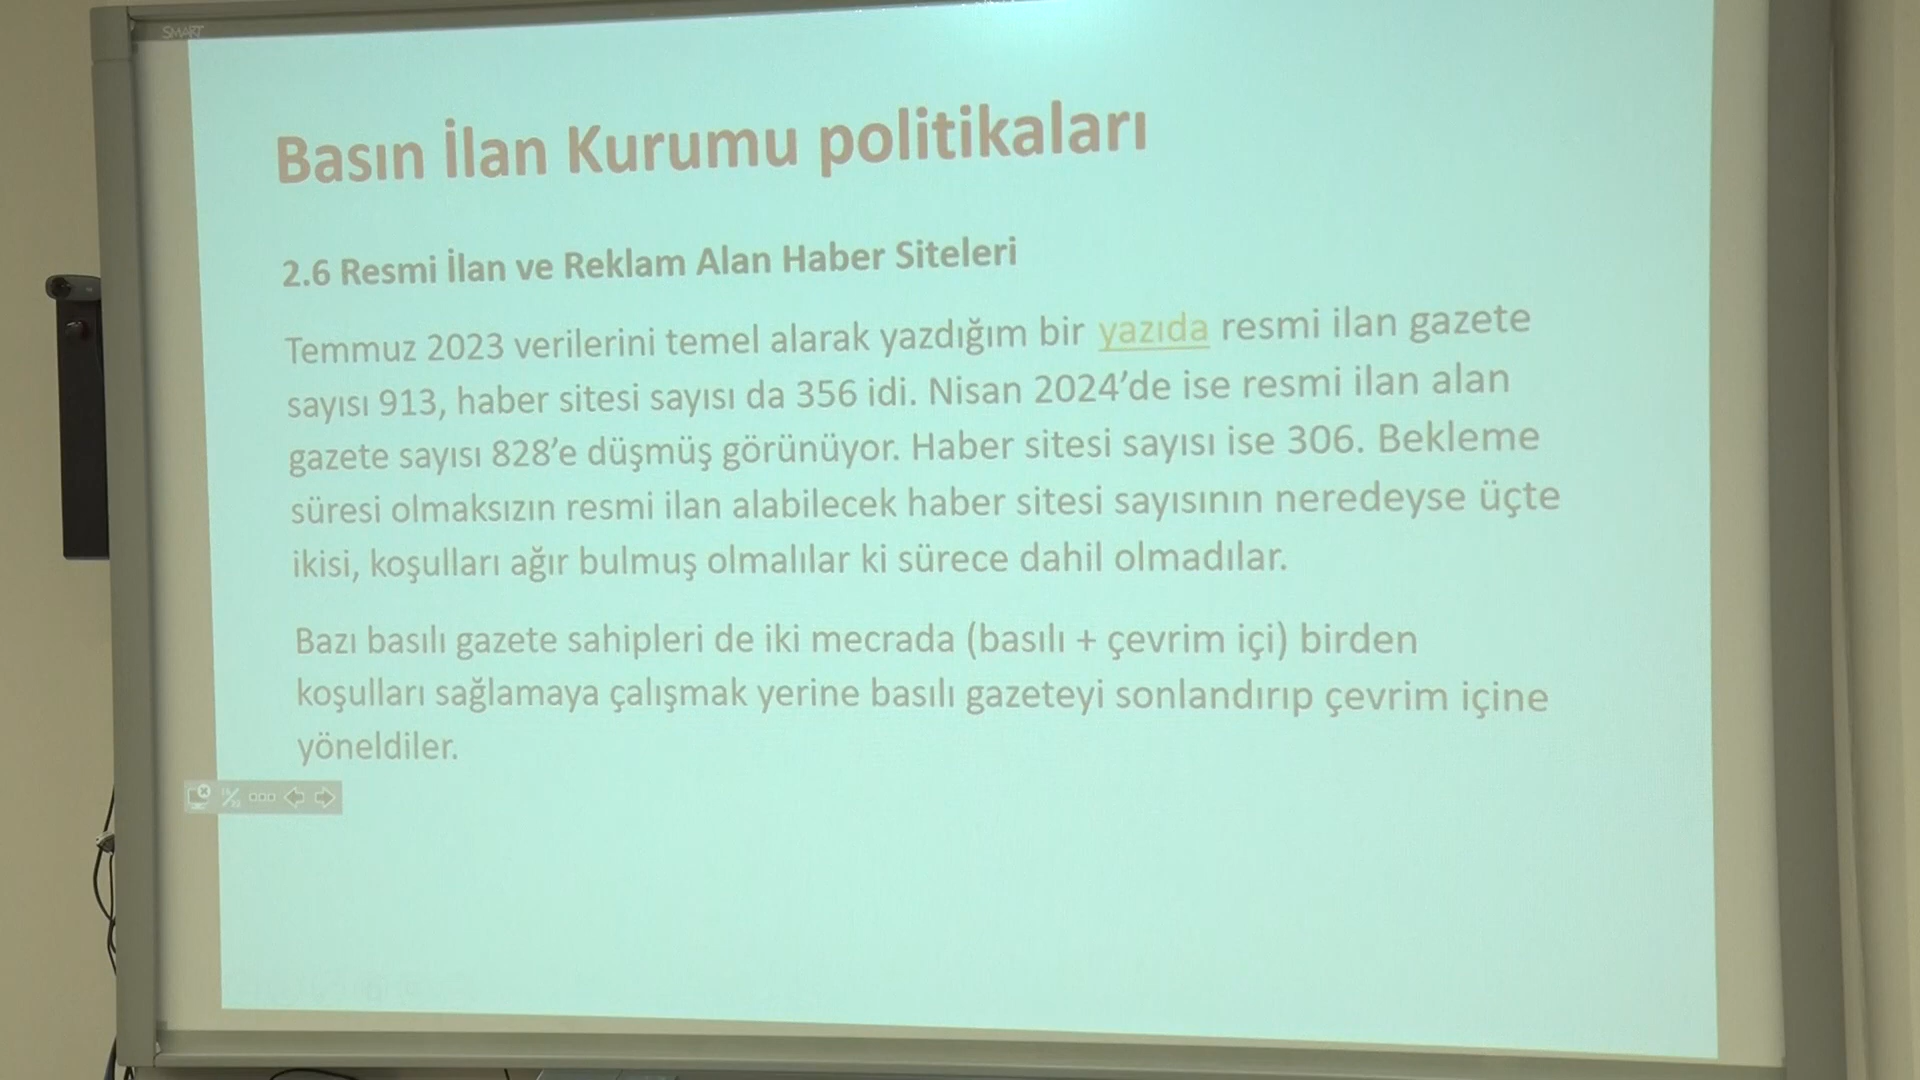 SMART
Basın İlan Kurumu politikaları
2.6 Resmi İlan ve Reklam Alan Haber Siteleri
Temmuz 2023 verilerini temel alarak yazdığım bir yazıda resmi ilan gazete
sayısı 913, haber sitesi sayısı da 356 idi. Nisan 2024’de ise resmi ilan alan
gazete sayısı 828’e düşmüş görünüyor. Haber sitesi sayısı ise 306. Bekleme
süresi olmaksızın resmi ilan alabilecek haber sitesi sayısının neredeyse üçte
ikisi, koşulları ağır bulmuş olmalılar ki sürece dahil olmadılar.
Bazı basılı gazete sahipleri de iki mecrada (basılı + çevrim içi) birden
koşulları sağlamaya çalışmak yerine basılı gazeteyi sonlandırıp çevrim içine
yöneldiler.